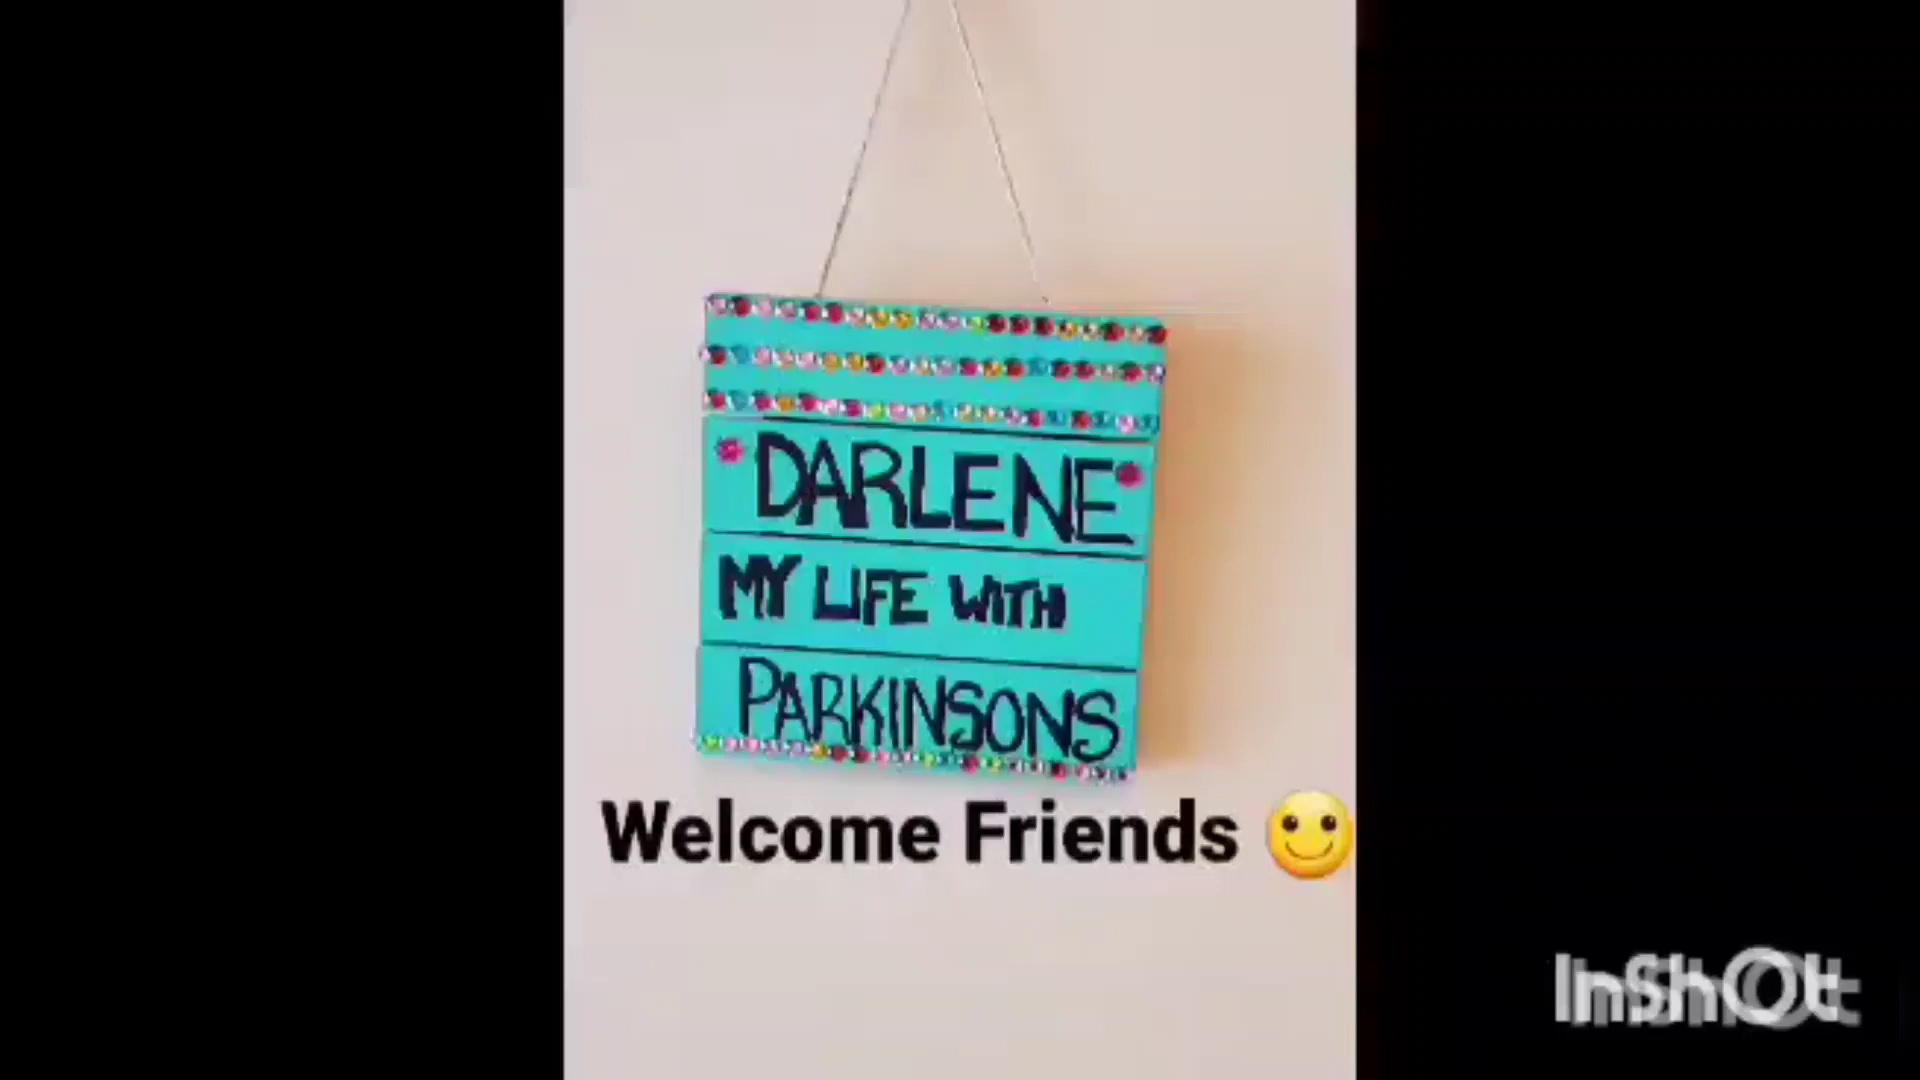 DARLENE
MY LIFE WITH
PARKINSONS
Welcome Friends 🙂
InShOt